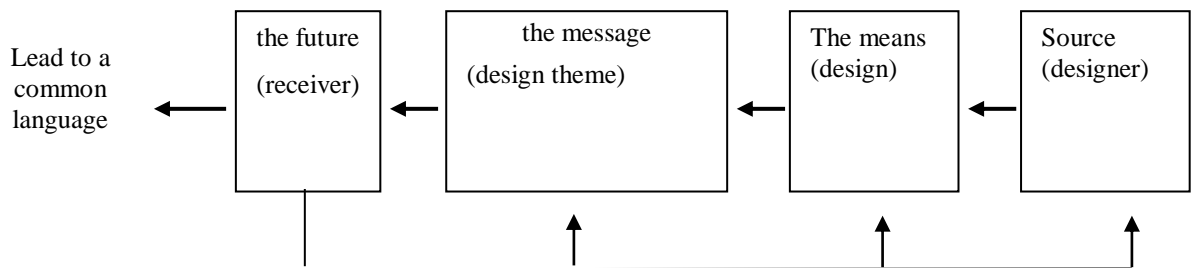 Lead to a
common
language
the future
(receiver)
the message
(design theme)
The means
(design)
Source
(designer)